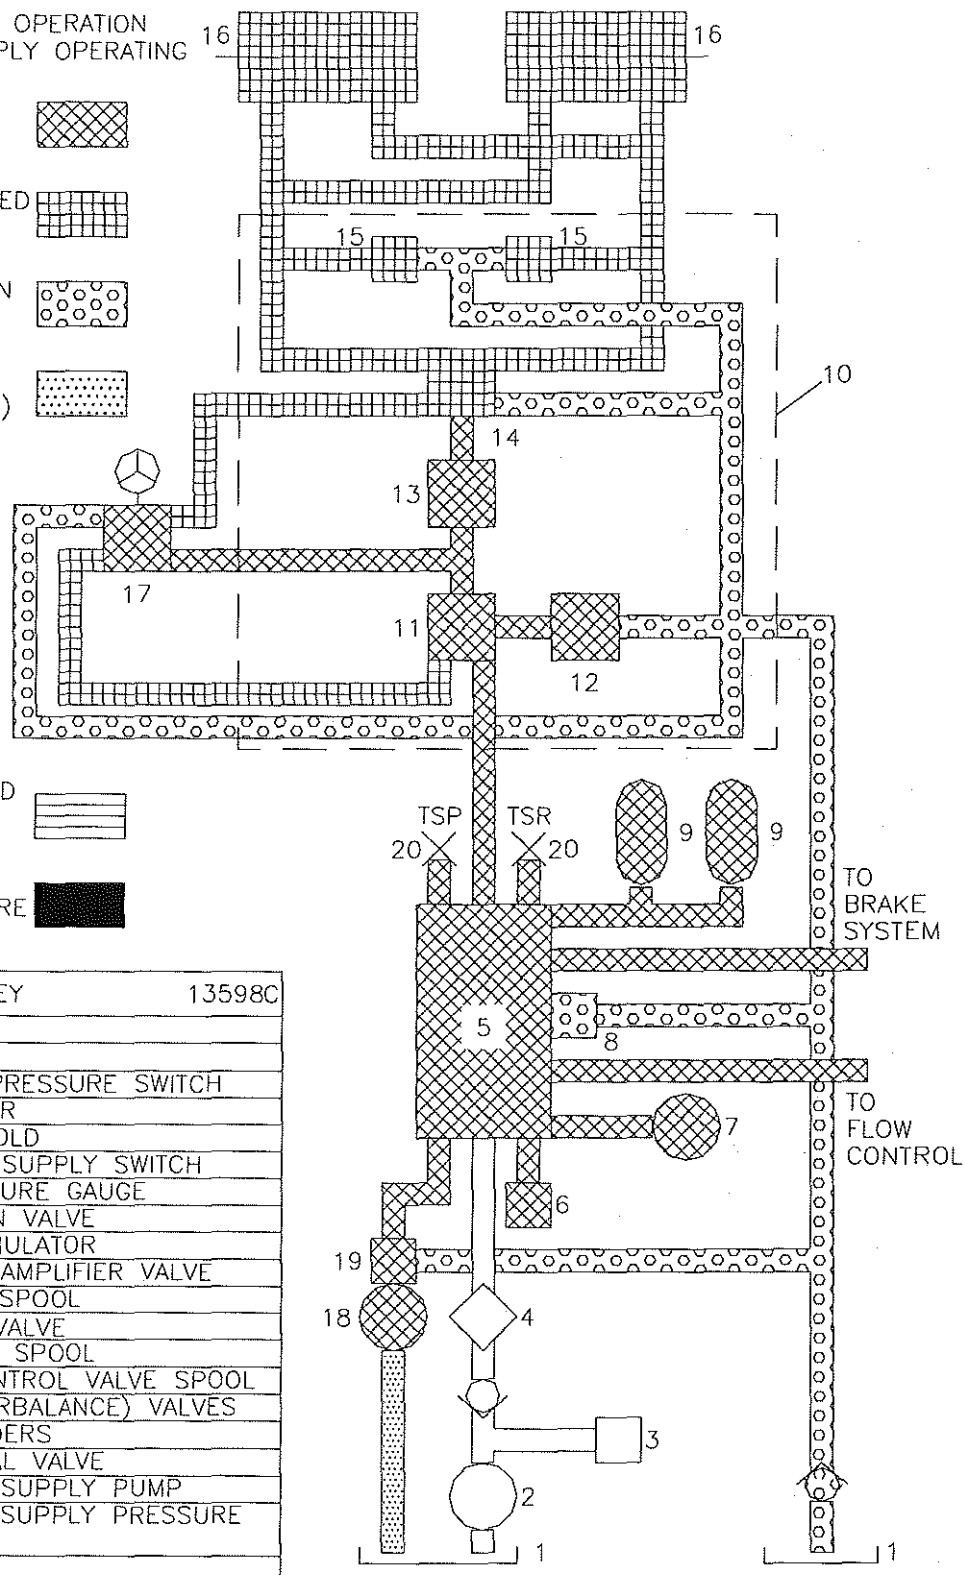 OPERATION
PLY OPERATING
16
16
ED
15
15
N
10
)
14
13
17
11
12
D
TSP
TSR
20
20
9
9
RE
TO
BRAKE
SYSTEM
EY 13598C
5
8
PRESSURE SWITCH
R
TO
FLOW
CONTROL
OLD
7
SUPPLY SWITCH
URE GAUGE
6
N VALVE
MULATOR
19
AMPLIFIER VALVE
SPOOL
18
4
VALVE
SPOOL
NTROL VALVE SPOOL
RBALANCE) VALVES
DERS
3
AL VALVE
SUPPLY PUMP
2
SUPPLY PRESSURE
1
1